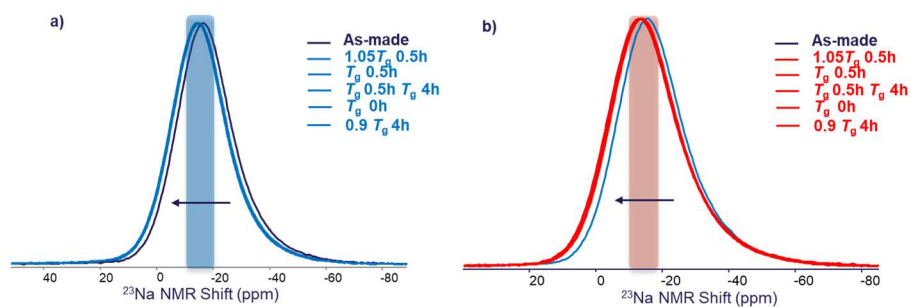 a)
As-made
1.05Tg 0.5h
Tg 0.5h
Tg 0.5h Tg 4h
Tg 0h
0.9 Tg 4h
40 20 0 -20 -40 -60 -80
23Na NMR Shift (ppm)
b)
As-made
1.05Tg 0.5h
Tg 0.5h
Tg 0.5h Tg 4h
Tg 0h
0.9 Tg 4h
20 0 -20 -40 -60 -80
23Na NMR Shift (ppm)